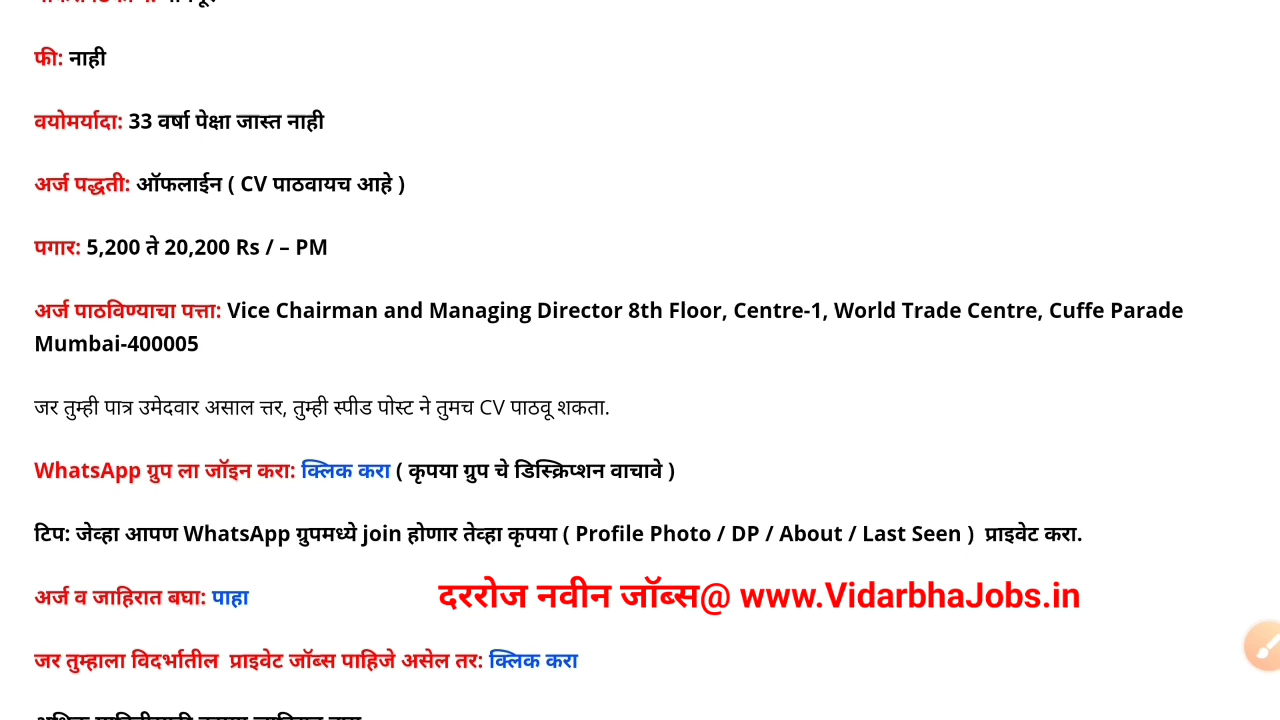 फी: नाही
वयोमर्यादा: 33 वर्षा पेक्षा जास्त नाही
अर्ज पद्धती: ऑफलाईन ( CV पाठवायच आहे )
पगार: 5,200 ते 20,200 Rs / – PM
अर्ज पाठविण्याचा पत्ता: Vice Chairman and Managing Director 8th Floor, Centre-1, World Trade Centre, Cuffe Parade
Mumbai-400005
जर तुम्ही पात्र उमेदवार असाल त्तर, तुम्ही स्पीड पोस्ट ने तुमच CV पाठवू शकता.
WhatsApp ग्रुप ला जॉइन करा: क्लिक करा ( कृपया ग्रुप चे डिस्क्रिप्शन वाचावे )
टिप: जेव्हा आपण WhatsApp ग्रुपमध्ये join होणार तेव्हा कृपया ( Profile Photo / DP / About / Last Seen ) प्राइवेट करा.
अर्ज व जाहिरात बघा: पाहा
दररोज नवीन जॉब्स@ www.VidarbhaJobs.in
जर तुम्हाला विदर्भातील प्राइवेट जॉब्स पाहिजे असेल तर: क्लिक करा